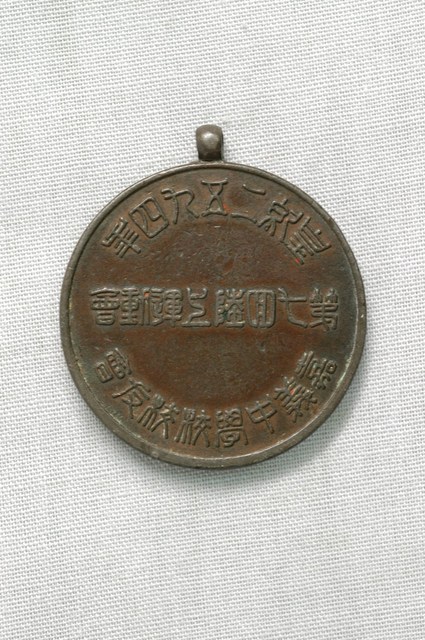 皇紀二五九四年
第七回陸上運動會
嘉義中學校校友會